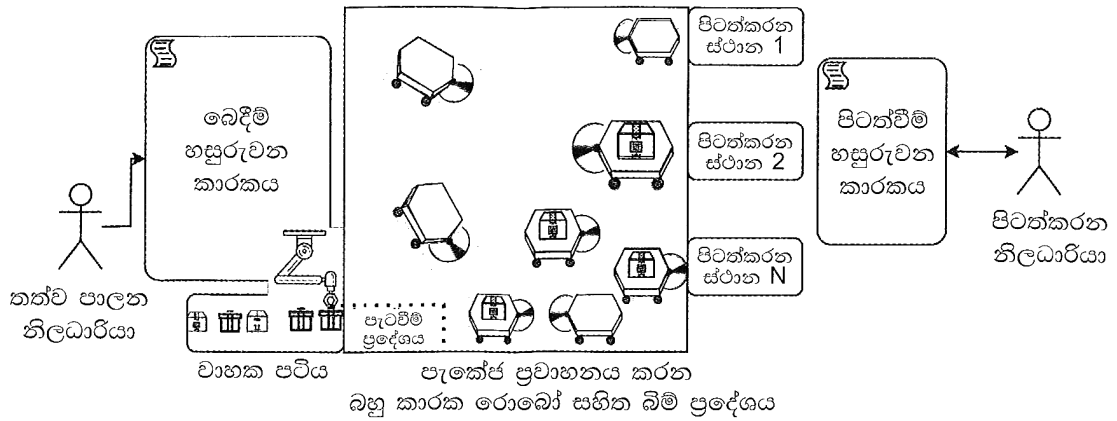 බෙදීම්
හසුරුවන
කාරකය
තත්ව පාලන
නිලධාරියා
වාහක පටිය
පැටවීම්
ප්‍රදේශය
පැකේජ ප්‍රවාහනය කරන
බහු කාරක රොබෝ සහිත බිම් ප්‍රදේශය
පිටත්කරන
ස්ථාන 1
පිටත්කරන
ස්ථාන 2
පිටත්කරන
ස්ථාන N
පිටත්වීම්
හසුරුවන
කාරකය
පිටත්කරන
නිලධාරියා